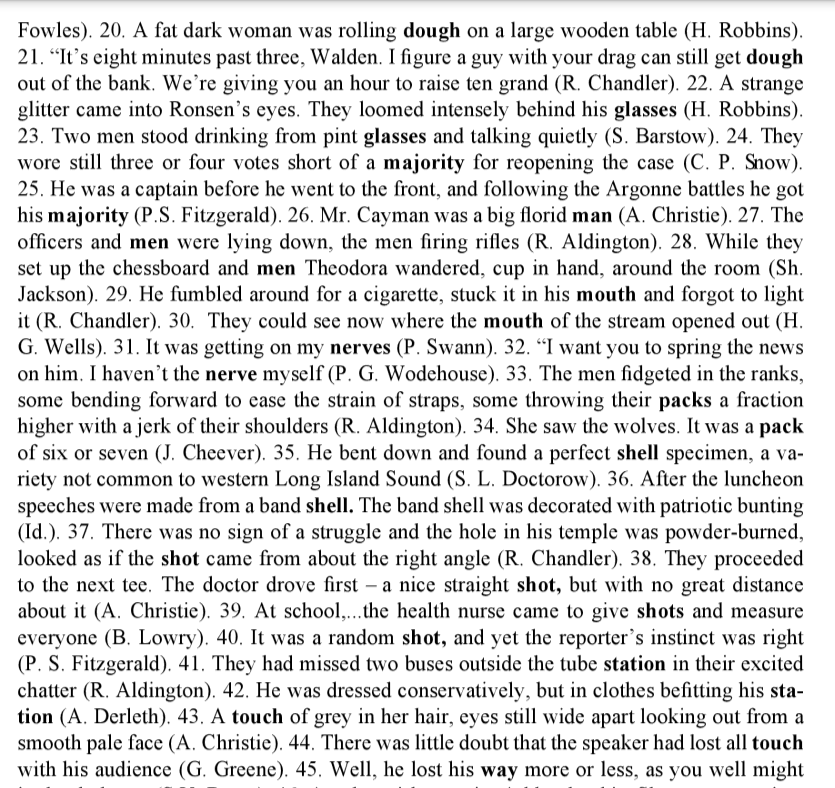 Fowles). 20. A fat dark woman was rolling dough on a large wooden table (H. Robbins).
21. “It’s eight minutes past three, Walden. I figure a guy with your drag can still get dough
out of the bank. We’re giving you an hour to raise ten grand (R. Chandler). 22. A strange
glitter came into Ronsen’s eyes. They loomed intensely behind his glasses (H. Robbins).
23. Two men stood drinking from pint glasses and talking quietly (S. Barstow). 24. They
wore still three or four votes short of a majority for reopening the case (C. P. Snow).
25. He was a captain before he went to the front, and following the Argonne battles he got
his majority (P.S. Fitzgerald). 26. Mr. Cayman was a big florid man (A. Christie). 27. The
officers and men were lying down, the men firing rifles (R. Aldington). 28. While they
set up the chessboard and men Theodora wandered, cup in hand, around the room (Sh.
Jackson). 29. He fumbled around for a cigarette, stuck it in his mouth and forgot to light
it (R. Chandler). 30. They could see now where the mouth of the stream opened out (H.
G. Wells). 31. It was getting on my nerves (P. Swann). 32. “I want you to spring the news
on him. I haven’t the nerve myself (P. G. Wodehouse). 33. The men fidgeted in the ranks,
some bending forward to ease the strain of straps, some throwing their packs a fraction
higher with a jerk of their shoulders (R. Aldington). 34. She saw the wolves. It was a pack
of six or seven (J. Cheever). 35. He bent down and found a perfect shell specimen, a va-
riety not common to western Long Island Sound (S. L. Doctorow). 36. After the luncheon
speeches were made from a band shell. The band shell was decorated with patriotic bunting
(Id.). 37. There was no sign of a struggle and the hole in his temple was powder-burned,
looked as if the shot came from about the right angle (R. Chandler). 38. They proceeded
to the next tee. The doctor drove first – a nice straight shot, but with no great distance
about it (A. Christie). 39. At school,...the health nurse came to give shots and measure
everyone (B. Lowry). 40. It was a random shot, and yet the reporter’s instinct was right
(P. S. Fitzgerald). 41. They had missed two buses outside the tube station in their excited
chatter (R. Aldington). 42. He was dressed conservatively, but in clothes befitting his sta-
tion (A. Derleth). 43. A touch of grey in her hair, eyes still wide apart looking out from a
smooth pale face (A. Christie). 44. There was little doubt that the speaker had lost all touch
with his audience (G. Greene). 45. Well, he lost his way more or less, as you well might